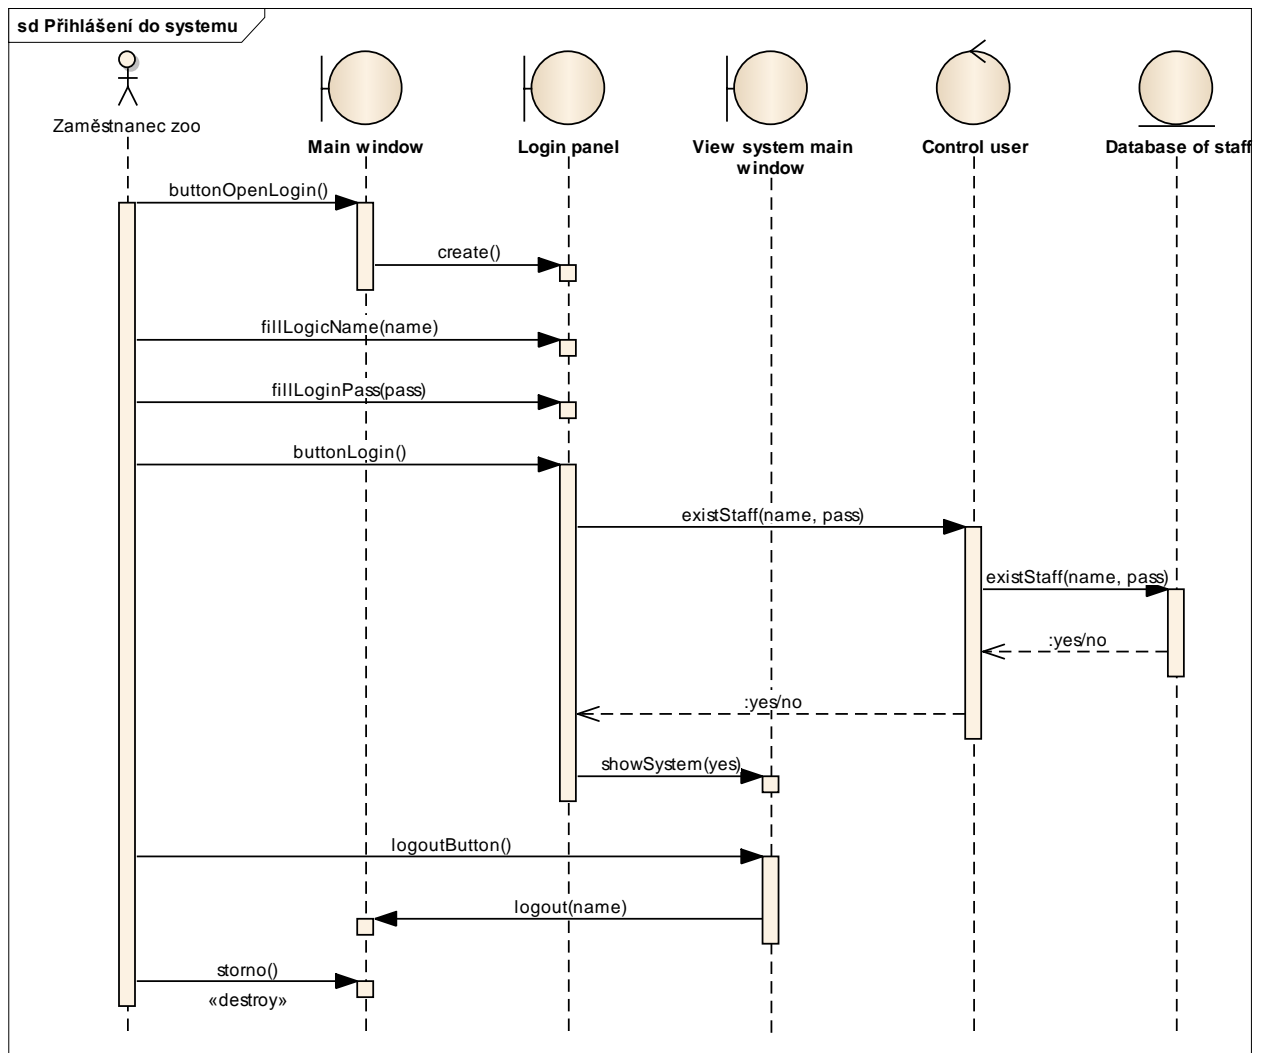 sd Přihlášení do systemu
Zaměstnanec zoo
Main window
Login panel
View system main
window
Control user
Database of staff
buttonOpenLogin()
create()
fillLogicName(name)
fillLoginPass(pass)
buttonLogin()
existStaff(name, pass)
existStaff(name, pass)
:yes/no
:yes/no
showSystem(yes)
logoutButton()
logout(name)
storno()
«destroy»